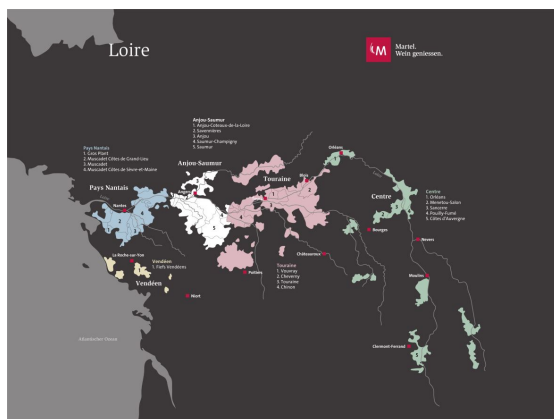 Loire
Martel.
Wein geniessen.
Anjou-Saumur
1. Anjou-Coteaux-de-la-Loire
2. Savonnières
3. Anjou
4. Saumur-Champigny
5. Saumur
Pays Nantais
1. Gros Plant
2. Muscadet Côtes de Grand-Lieu
3. Muscadet
4. Muscadet Côtes de Sèvre-et-Maine
Orléans
Anjou-Saumur
Touraine
Blois
Pays Nantais
Angers
Centre
Centre
1. Orléans
2. Menetou-Salon
3. Sancerre
4. Pouilly-Fumé
5. Côtes d'Auvergne
Nantes
Bourges
Nevers
La Roche-sur-Yon
Vendéen
1. Fiefs Vendéens
Châteauroux
Touraine
1. Vouvray
2. Cheverny
3. Touraine
4. Chinon
Poitiers
Moulins
Vendéen
Niort
Atlantischer Ozean
Clermont-Ferrand